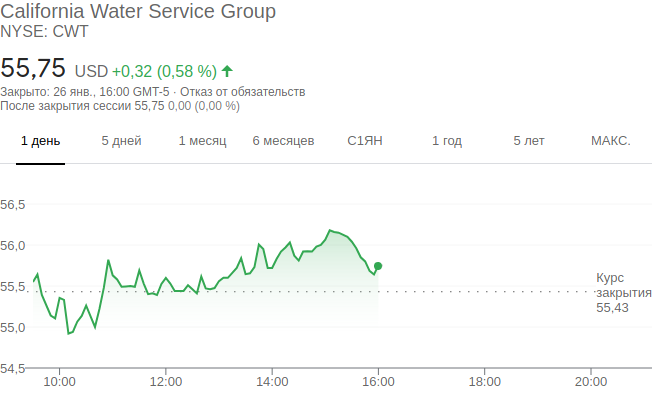 California Water Service Group
NYSE: CWT
55,75 USD +0,32 (0,58 %)
Закрыто: 26 янв., 16:00 GMT-5 · Отказ от обязательств
После закрытия сессии 55,75 0,00 (0,00 %)
1 день 5 дней 1 месяц 6 месяцев С1ЯН 1 год 5 лет МАКС.
56,5
56,0
55,5
55,0
54,5
Курс
закрытия
55,43
10:00 12:00 14:00 16:00 18:00 20:00